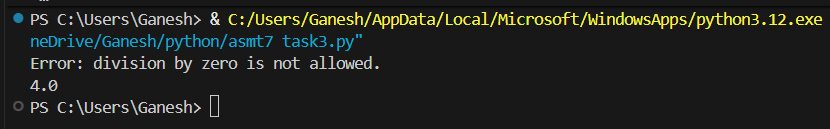 PS C:\Users\Ganesh> & C:/Users/Ganesh/AppData/Local/Microsoft/WindowsApps/python3.12.exe
neDrive/Ganesh/python/asmt7 task3.py"
Error: division by zero is not allowed.
4.0
PS C:\Users\Ganesh>